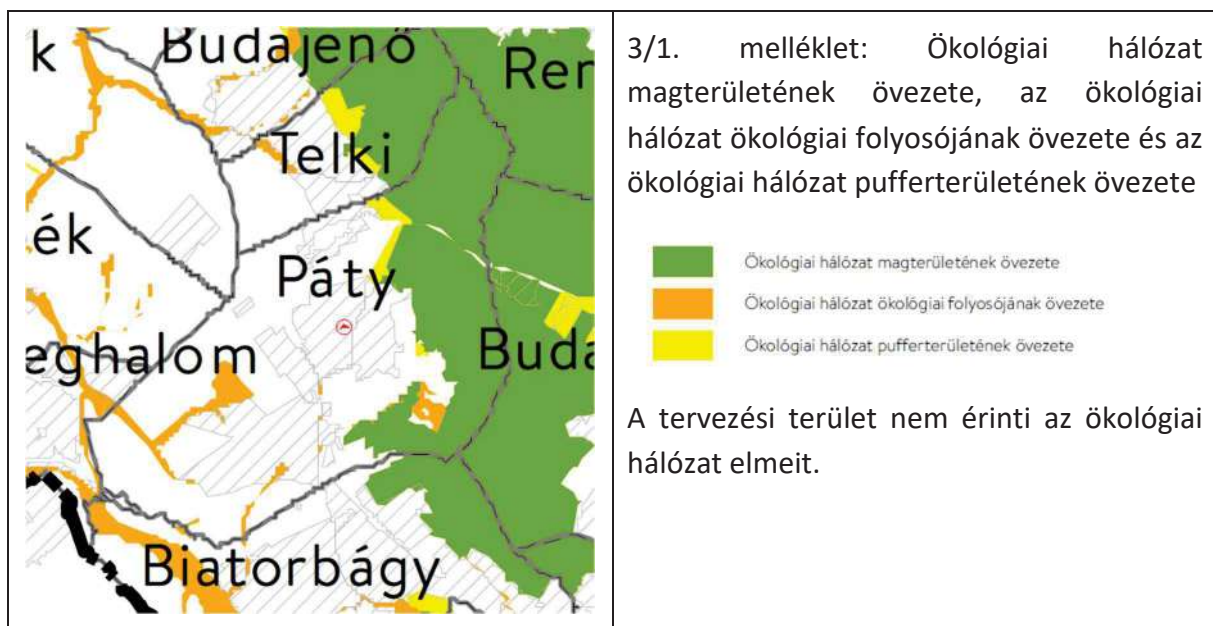 k
Budajenő
Ren
Telki
ék
Páty
eghalom
Buda
Biatorbágy
3/1. melléklet: Ökológiai hálózat
magterületének övezete, az ökológiai
hálózat ökológiai folyosójának övezete és az
ökológiai hálózat pufferterületének övezete
Ökológiai hálózat magterületének övezete
Ökológiai hálózat ökológiai folyosójának övezete
Ökológiai hálózat pufferterületének övezete
A tervezési terület nem érinti az ökológiai
hálózat elmeit.